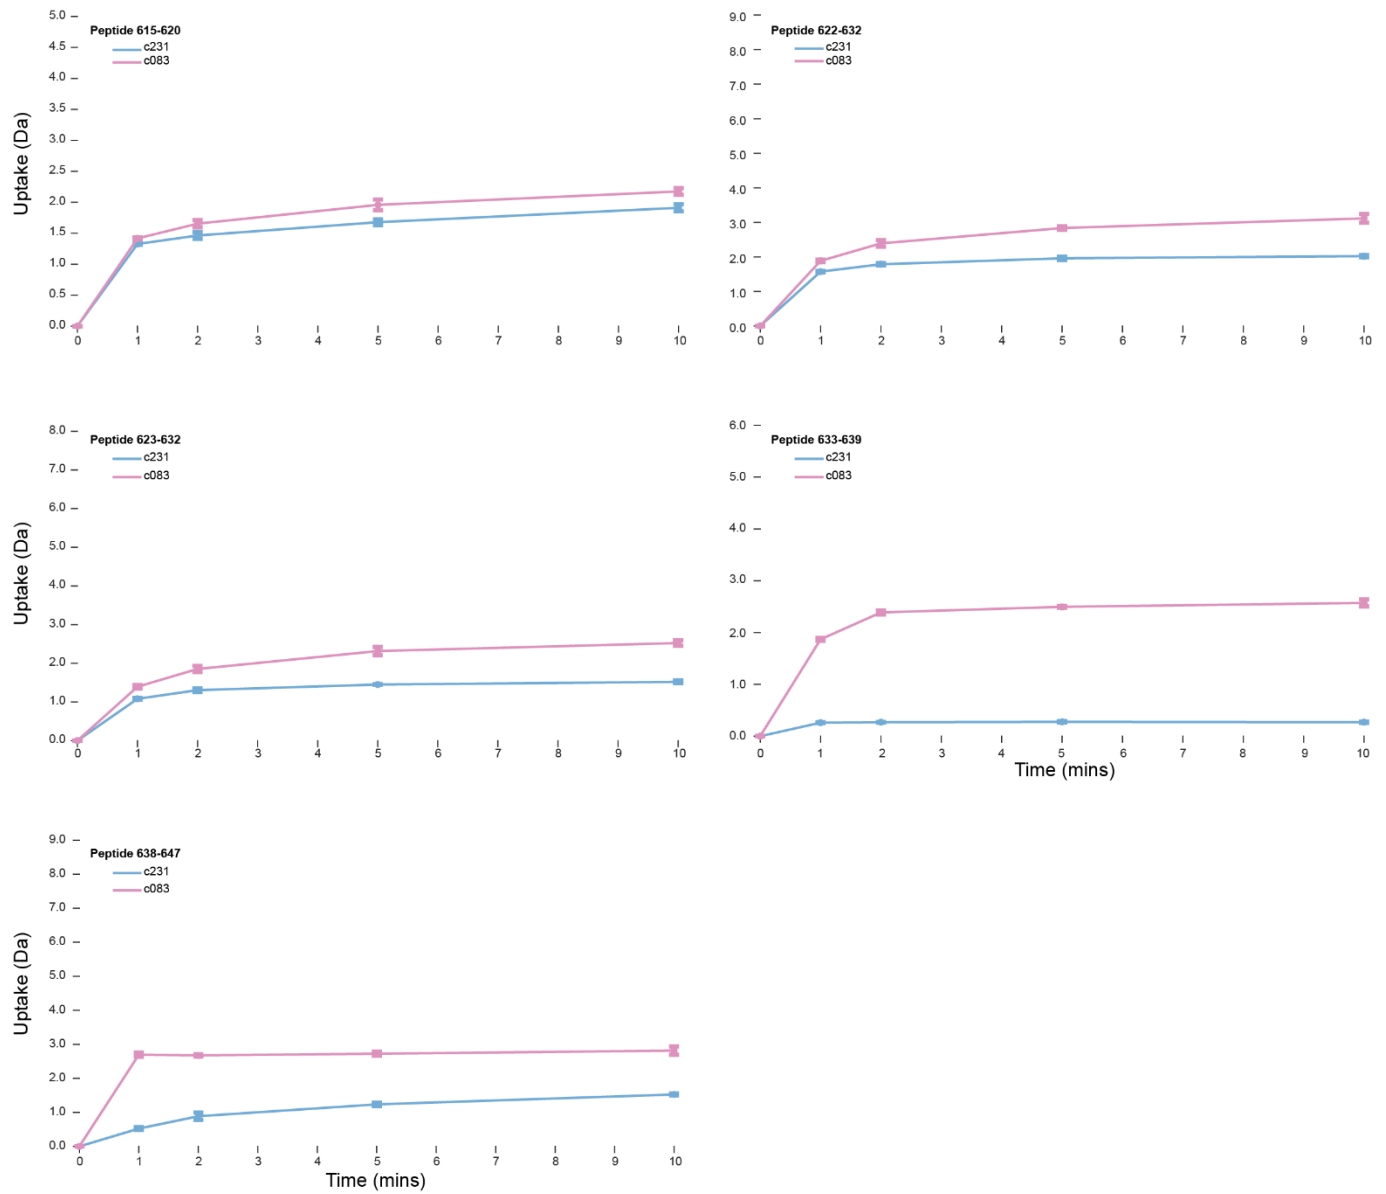 Peptide 615-620
c231
c083
Uptake (Da)
5.0
4.5
4.0
3.5
3.0
2.5
2.0
1.5
1.0
0.5
0.0
0 1 2 3 4 5 6 7 8 9 10
Peptide 622-632
c231
c083
9.0
8.0
7.0
6.0
5.0
4.0
3.0
2.0
1.0
0.0
0 1 2 3 4 5 6 7 8 9 10
Peptide 623-632
c231
c083
Uptake (Da)
8.0
7.0
6.0
5.0
4.0
3.0
2.0
1.0
0.0
0 1 2 3 4 5 6 7 8 9 10
Peptide 633-639
c231
c083
6.0
5.0
4.0
3.0
2.0
1.0
0.0
0 1 2 3 4 5 6 7 8 9 10
Time (mins)
Peptide 638-647
c231
c083
Uptake (Da)
9.0
8.0
7.0
6.0
5.0
4.0
3.0
2.0
1.0
0.0
0 1 2 3 4 5 6 7 8 9 10
Time (mins)